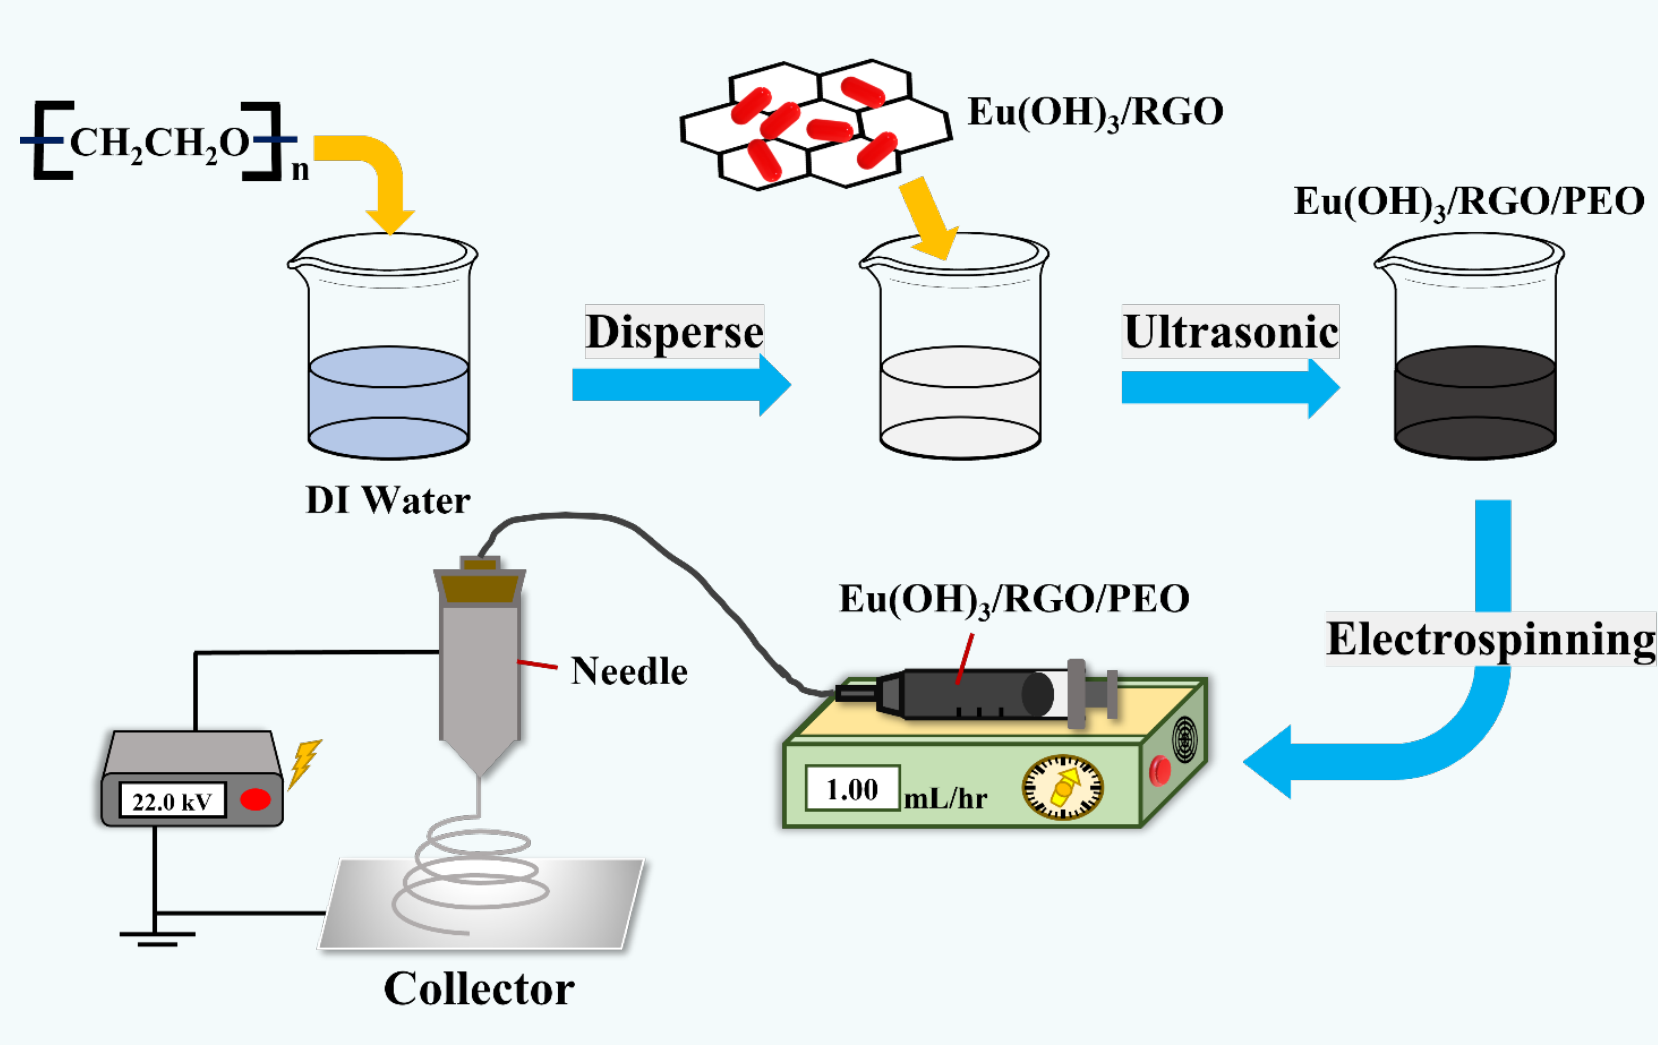 [CH₂CH₂O]n
Eu(OH)₃/RGO
Eu(OH)₃/RGO/PEO
Disperse
Ultrasonic
DI Water
Eu(OH)₃/RGO/PEO
Electrospinning
Needle
22.0 kV
1.00 mL/hr
Collector